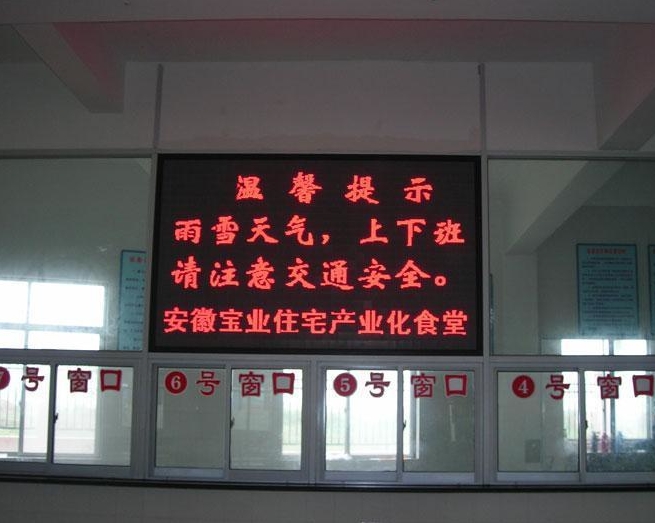 温馨提示
雨雪天气，上下班
请注意交通安全。
安徽宝业住宅产业化食堂
7号窗口
6号窗口
5号窗口
4号窗口